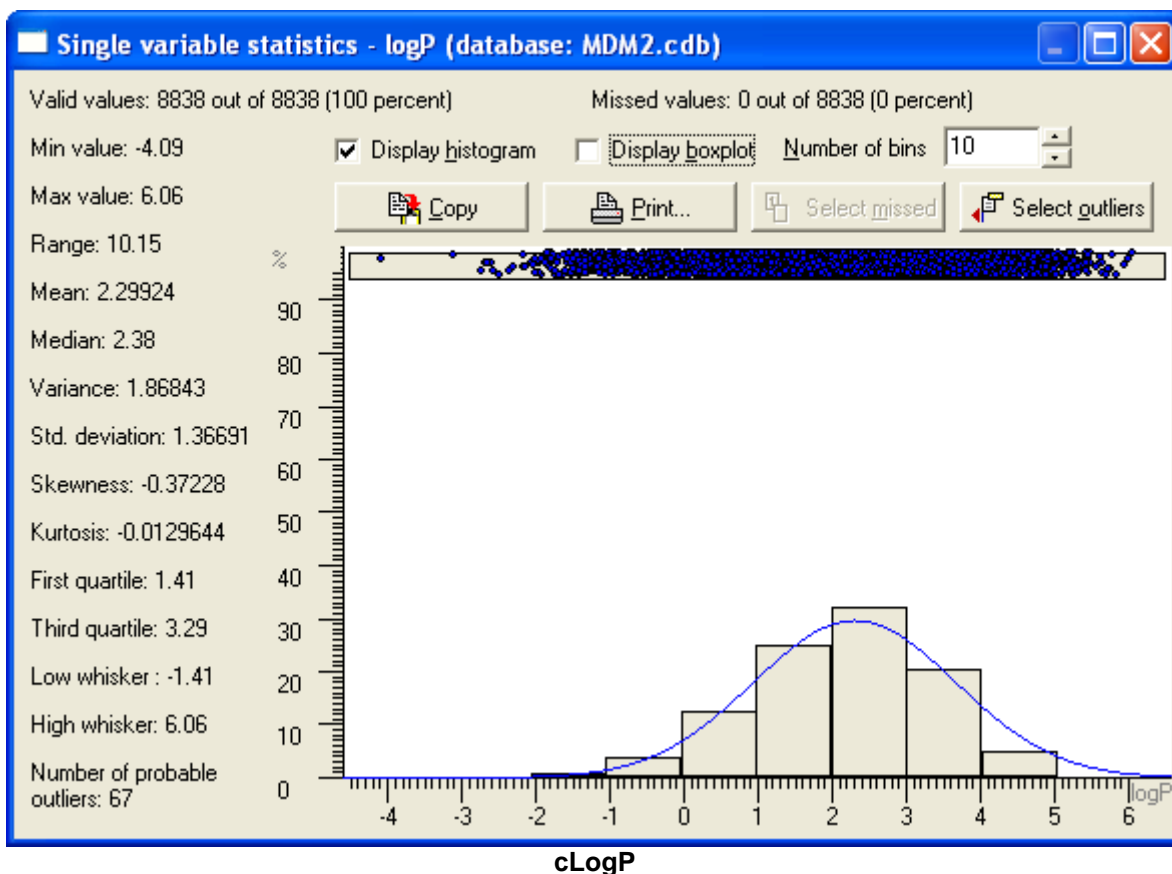 Single variable statistics - logP (database: MDM2.cdb)
Valid values: 8838 out of 8838 (100 percent) Missed values: 0 out of 8838 (0 percent)
Min value: -4.09
Display histogram Display boxplot Number of bins 10
Max value: 6.06
Copy Print... Select missed Select outliers
Range: 10.15
Mean: 2.29924
Median: 2.38
Variance: 1.86843
Std. deviation: 1.36691
Skewness: -0.37228
Kurtosis: -0.0129644
First quartile: 1.41
Third quartile: 3.29
Low whisker : -1.41
High whisker: 6.06
Number of probable
outliers: 67
%
90
80
70
60
50
40
30
20
10
0
-4 -3 -2 -1 0 1 2 3 4 5 6
logP
cLogP